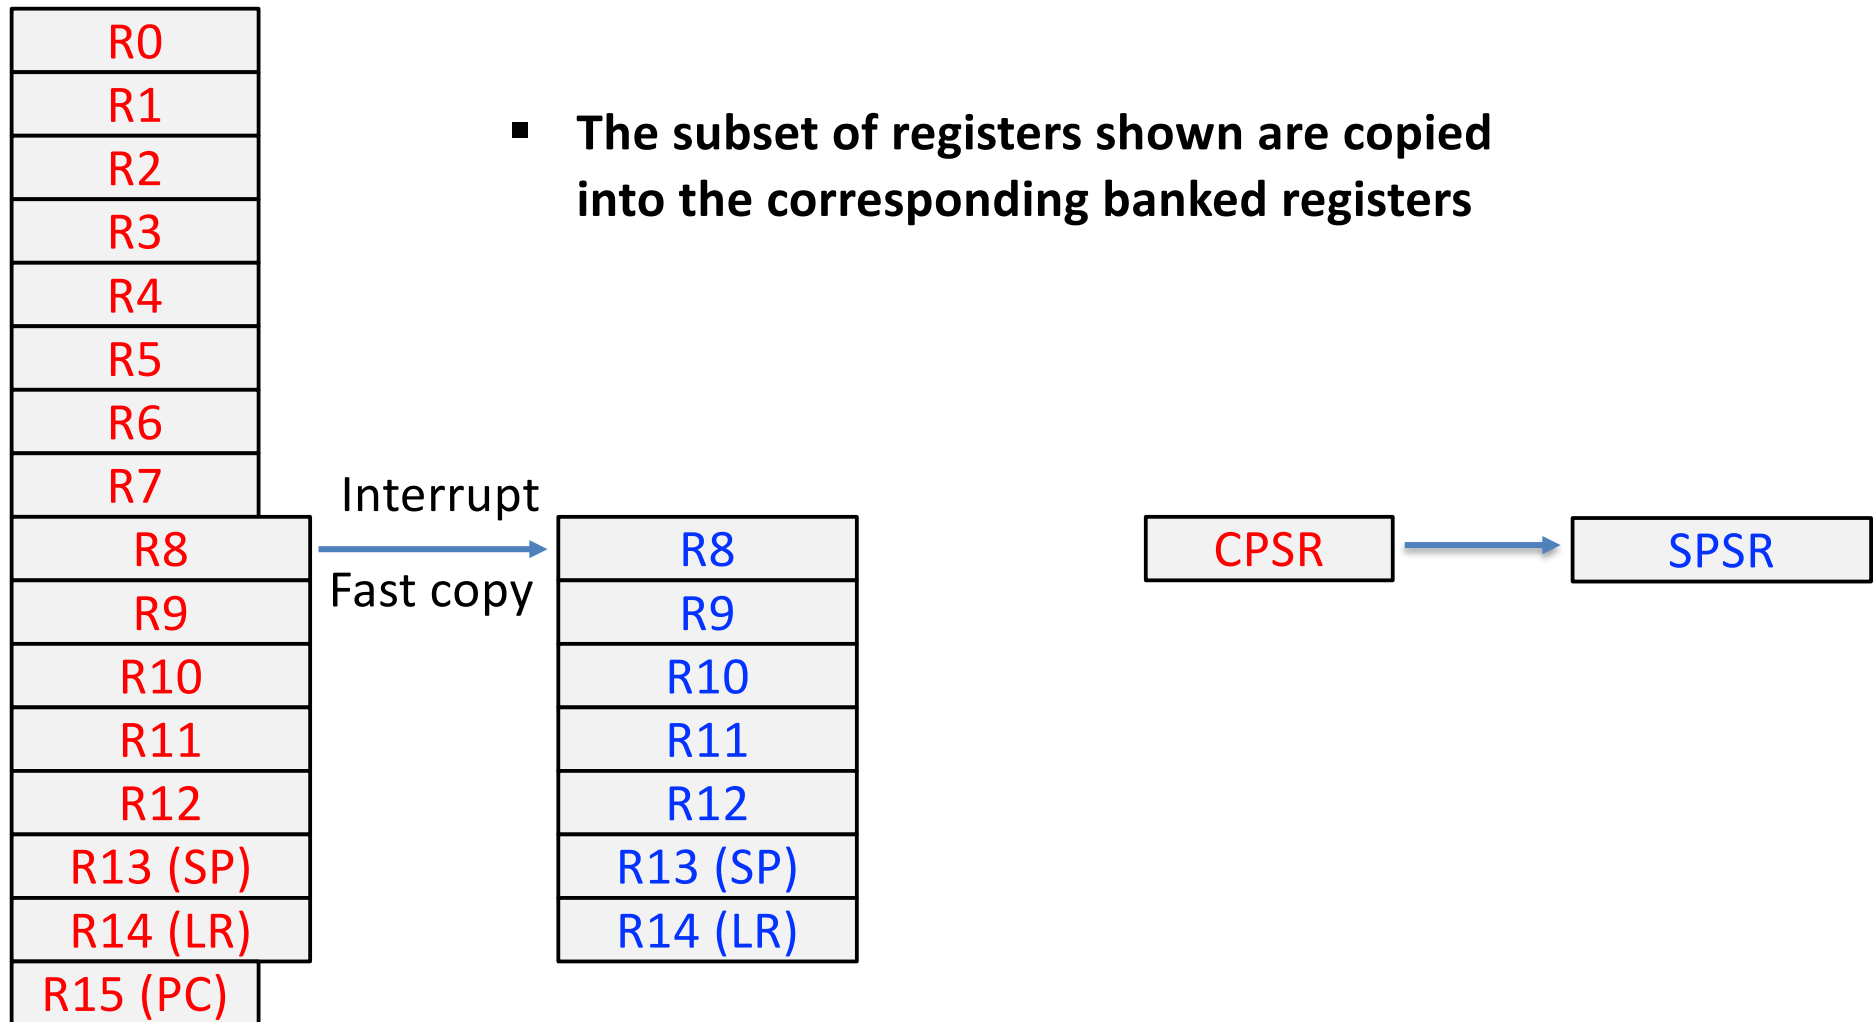 R0
R1
R2
R3
R4
R5
R6
R7
R8
R9
R10
R11
R12
R13 (SP)
R14 (LR)
R15 (PC)
▪ The subset of registers shown are copied
into the corresponding banked registers
Interrupt
Fast copy
R8
R9
R10
R11
R12
R13 (SP)
R14 (LR)
CPSR
SPSR